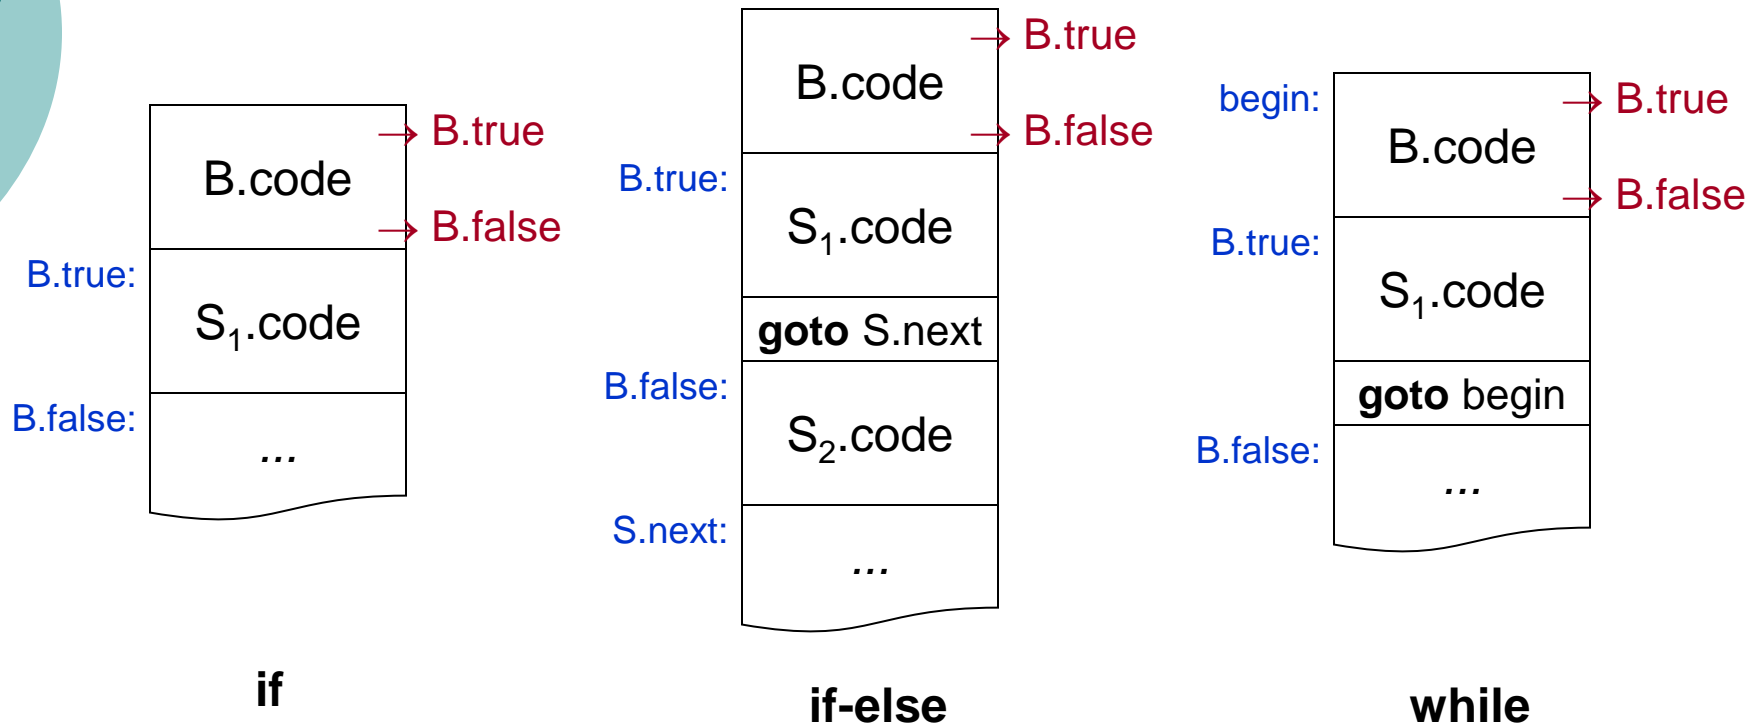 B.code
→ B.true
→ B.false
B.true:
S₁.code
B.false:
...
if
B.code
→ B.true
→ B.false
B.true:
S₁.code
goto S.next
B.false:
S₂.code
S.next:
...
if-else
begin:
B.code
→ B.true
→ B.false
B.true:
S₁.code
goto begin
B.false:
...
while